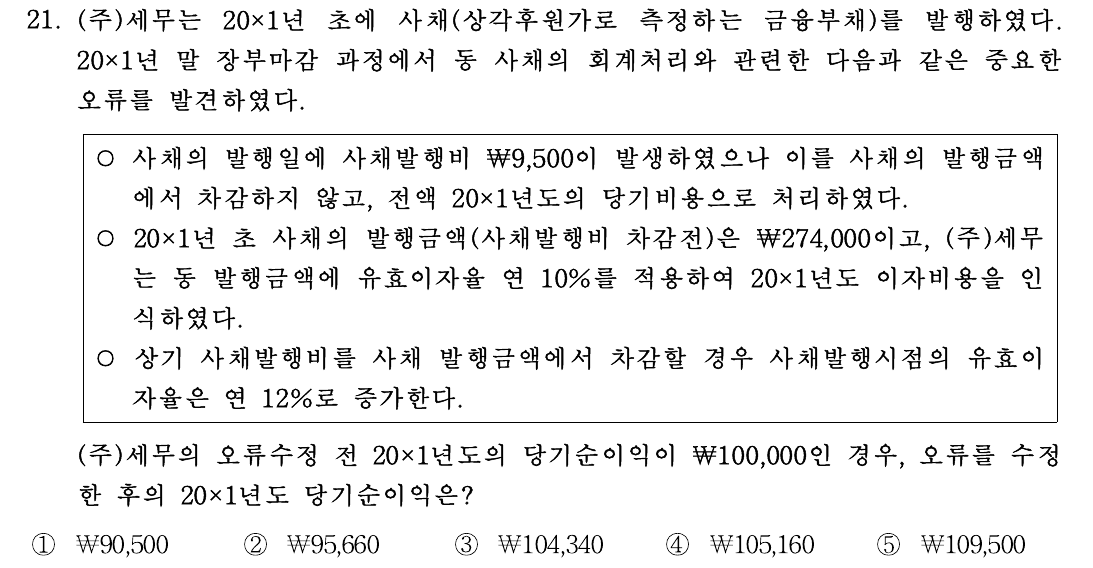 21. (주)세무는 20×1년 초에 사채(상각후원가로 측정하는 금융부채)를 발행하였다.
20×1년 말 장부마감 과정에서 동 사채의 회계처리와 관련한 다음과 같은 중요한
오류를 발견하였다.
○ 사채의 발행일에 사채발행비 ₩9,500이 발생하였으나 이를 사채의 발행금액
에서 차감하지 않고, 전액 20×1년도의 당기비용으로 처리하였다.
○ 20×1년 초 사채의 발행금액(사채발행비 차감전)은 ₩274,000이고, (주)세무
는 동 발행금액에 유효이자율 연 10%를 적용하여 20×1년도 이자비용을 인
식하였다.
○ 상기 사채발행비를 사채 발행금액에서 차감할 경우 사채발행시점의 유효이
자율은 연 12%로 증가한다.
(주)세무의 오류수정 전 20×1년도의 당기순이익이 ₩100,000인 경우, 오류를 수정
한 후의 20×1년도 당기순이익은?
① ₩90,500 ② ₩95,660 ③ ₩104,340 ④ ₩105,160 ⑤ ₩109,500